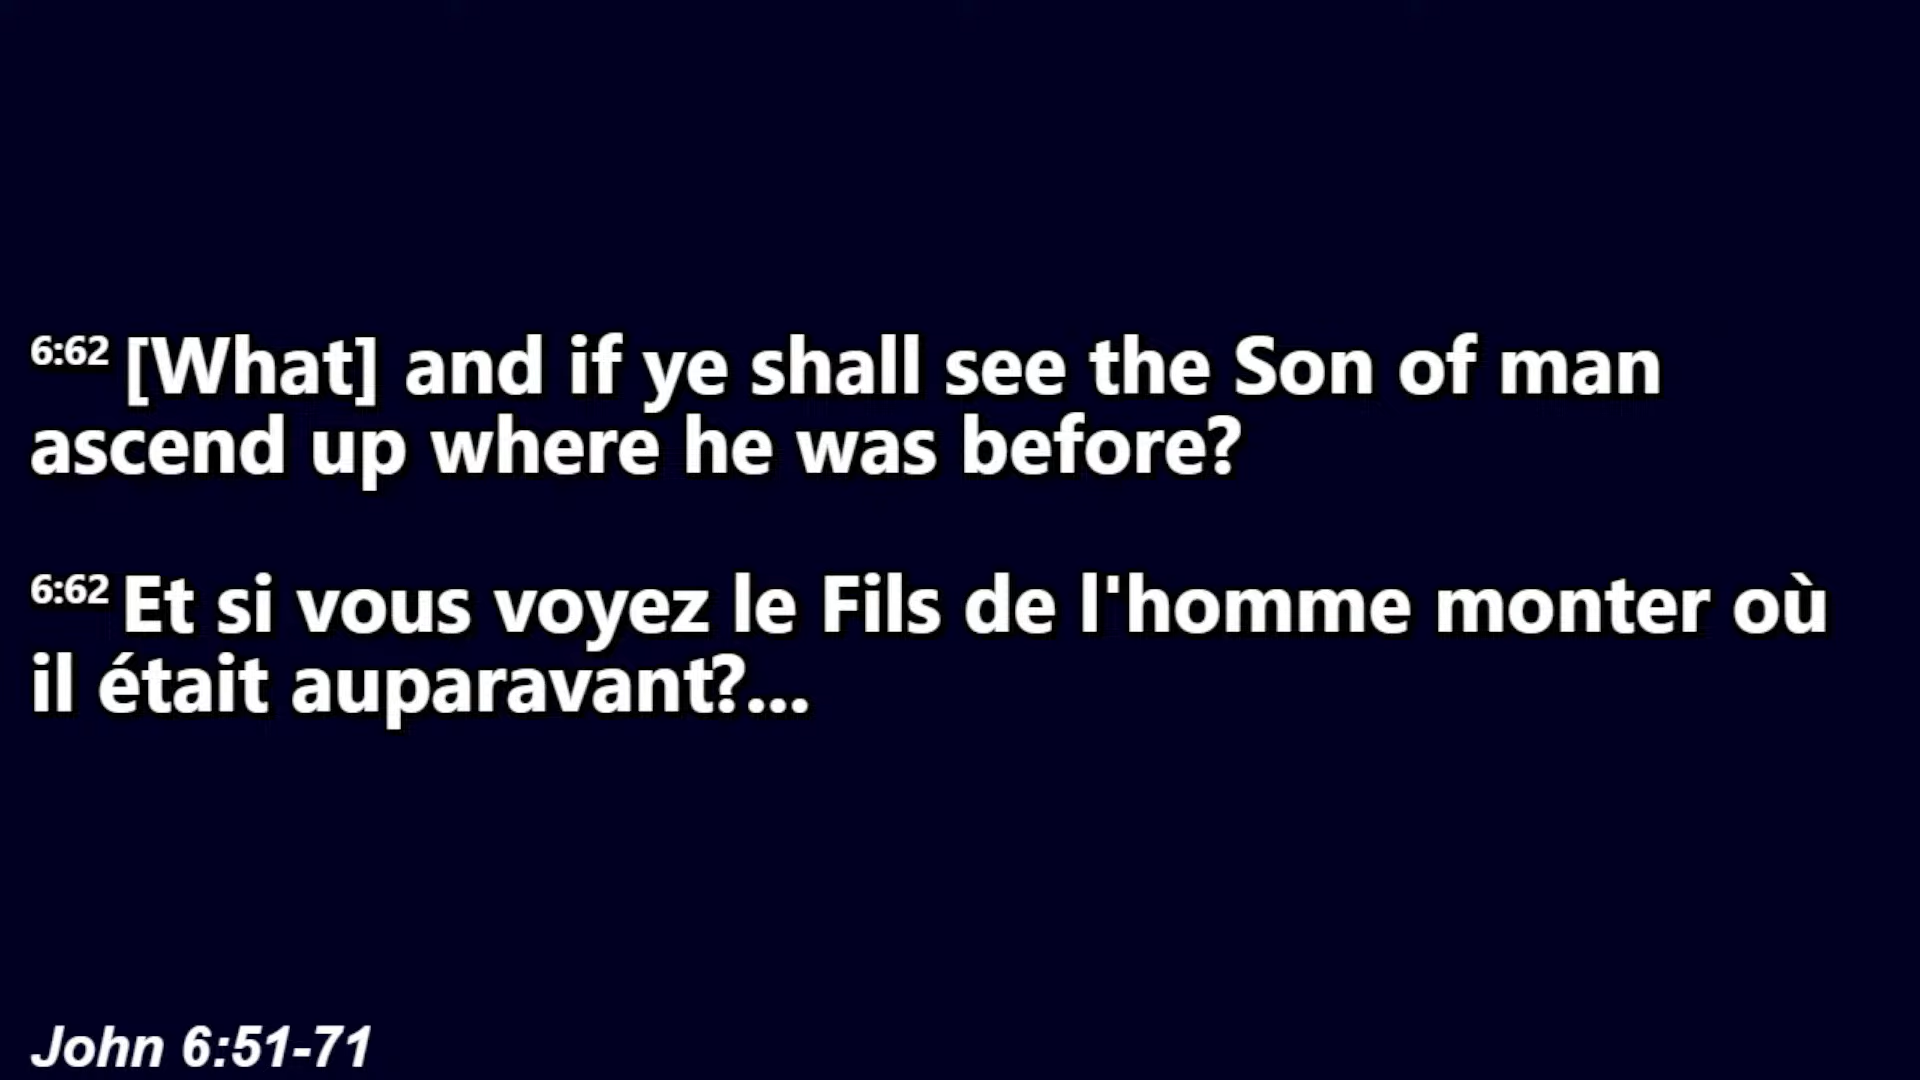 6:62 [What] and if ye shall see the Son of man
ascend up where he was before?
6:62 Et si vous voyez le Fils de l'homme monter où
il était auparavant?...
John 6:51-71